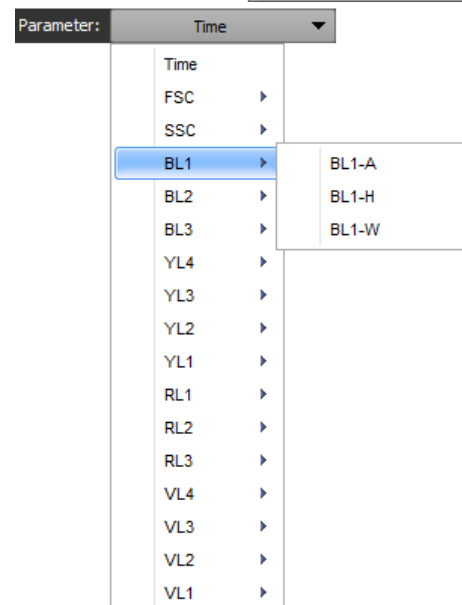 Parameter: Time
Time
FSC
SSC
BL1
BL1-A
BL2
BL1-H
BL3
BL1-W
YL4
YL3
YL2
YL1
RL1
RL2
RL3
VL4
VL3
VL2
VL1